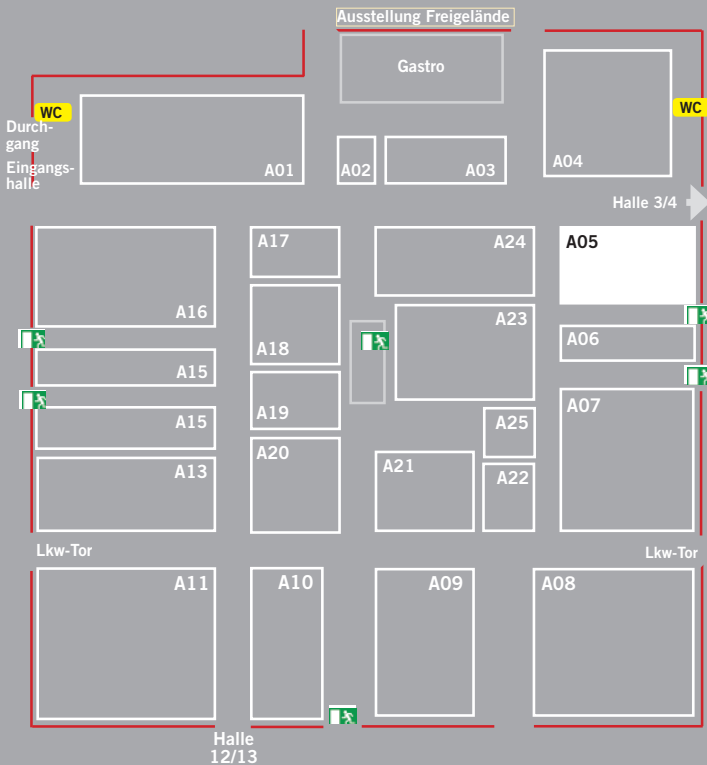 Ausstellung Freigelände
Gastro
WC
WC
Durch-
gang
Eingangs-
halle
A01
A02
A03
A04
Halle 3/4
A17
A24
A05
A16
A23
A18
A06
A15
A19
A07
A15
A25
A20
A21
A13
A22
Lkw-Tor
Lkw-Tor
A11
A10
A09
A08
Halle
12/13